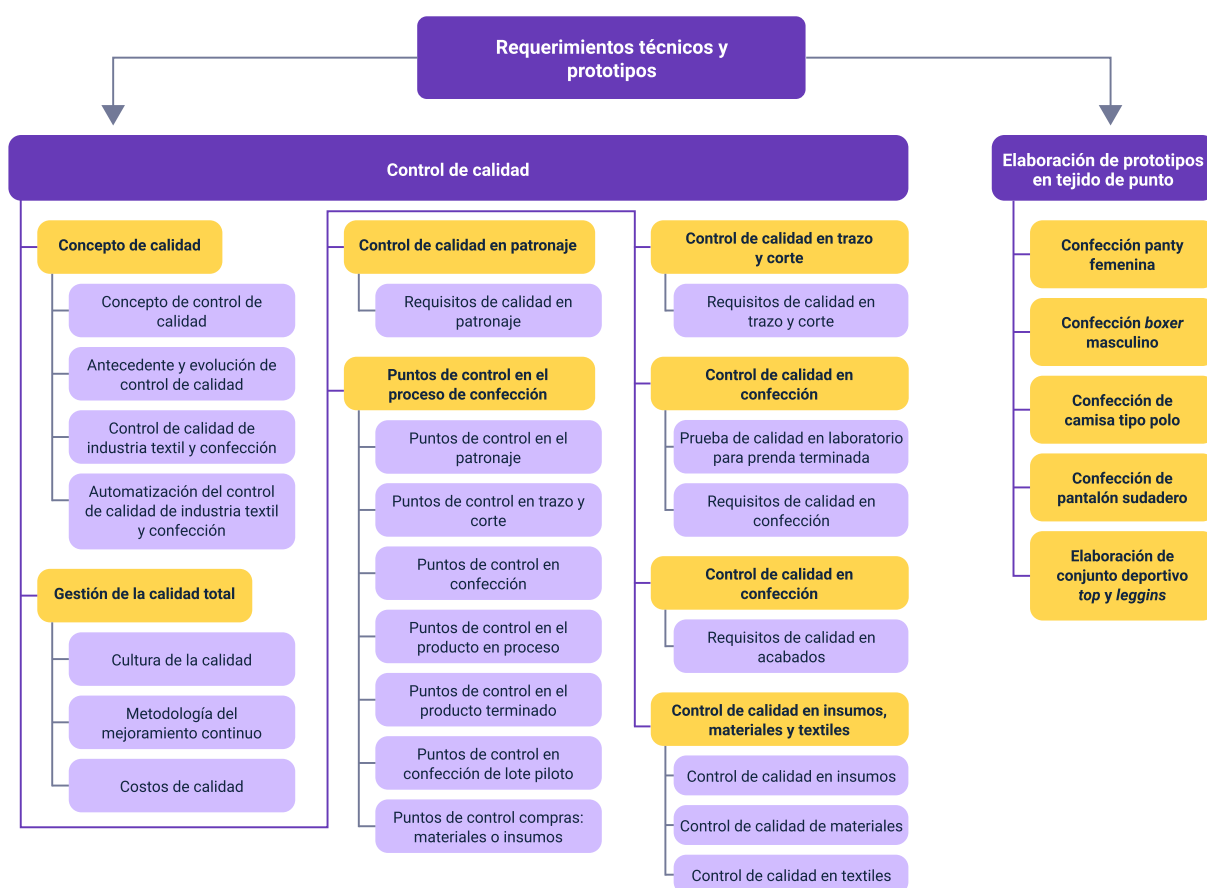 Requerimientos técnicos y
prototipos
Control de calidad
Concepto de calidad
Concepto de control de
calidad
Antecedente y evolución de
control de calidad
Control de calidad de
industria textil y confección
Automatización del control
de calidad de industria textil
y confección
Gestión de la calidad total
Cultura de la calidad
Metodología del
mejoramiento continuo
Costos de calidad
Control de calidad en patronaje
Requisitos de calidad en
patronaje
Puntos de control en el
proceso de confección
Puntos de control en el
patronaje
Puntos de control en trazo y
corte
Puntos de control en
confección
Puntos de control en el
producto en proceso
Puntos de control en el
producto terminado
Puntos de control en
confección de lote piloto
Puntos de control compras:
materiales o insumos
Control de calidad en trazo
y corte
Requisitos de calidad en
trazo y corte
Control de calidad en
confección
Prueba de calidad en laboratorio
para prenda terminada
Requisitos de calidad en
confección
Control de calidad en
confección
Requisitos de calidad en
acabados
Control de calidad en insumos,
materiales y textiles
Control de calidad en insumos
Control de calidad de materiales
Control de calidad en textiles
Elaboración de prototipos
en tejido de punto
Confección panty
femenina
Confección boxer
masculino
Confección de
camisa tipo polo
Confección de
pantalón sudadero
Elaboración de
conjunto deportivo
top y leggins